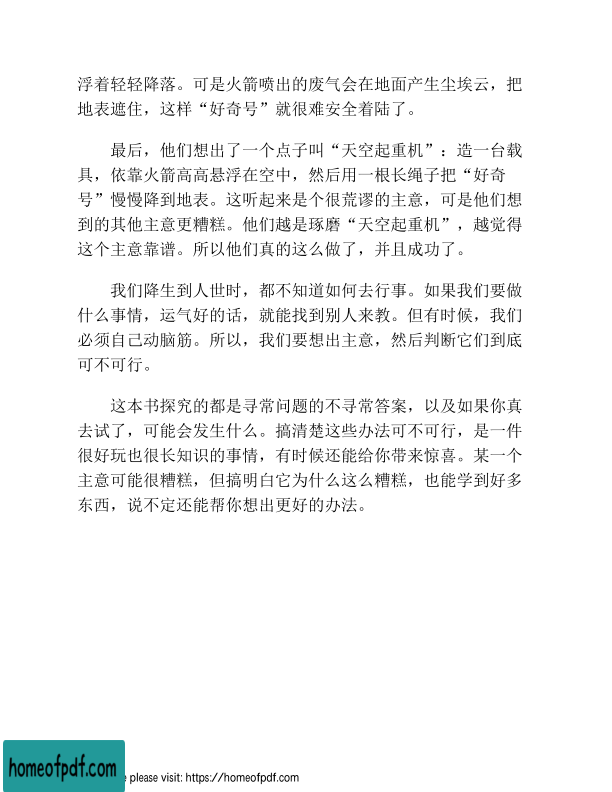 浮着轻轻降落。可是火箭喷出的废气会在地面产生尘埃云，把
地表遮住，这样“好奇号”就很难安全着陆了。
最后，他们想出了一个点子叫“天空起重机”：造一台载
具，依靠火箭高高悬浮在空中，然后用一根长绳子把“好奇
号”慢慢降到地表。这听起来是个很荒谬的主意，可是他们想
到的其他主意更糟糕。他们越是琢磨“天空起重机”，越觉得
这个主意靠谱。所以他们真的这么做了，并且成功了。
我们降生到人世时，都不知道如何去行事。如果我们要做
什么事情，运气好的话，就能找到别人来教。但有时候，我们
必须自己动脑筋。所以，我们要想出主意，然后判断它们到底
可不可行。
这本书探究的都是寻常问题的不寻常答案，以及如果你真
去试了，可能会发生什么。搞清楚这些办法可不可行，是一件
很好玩也很长知识的事情，有时候还能给你带来惊喜。某一个
主意可能很糟糕，但搞明白它为什么这么糟糕，也能学到好多
东西，说不定还能帮你想出更好的办法。
homeofpdf.com
please visit: https://homeofpdf.com